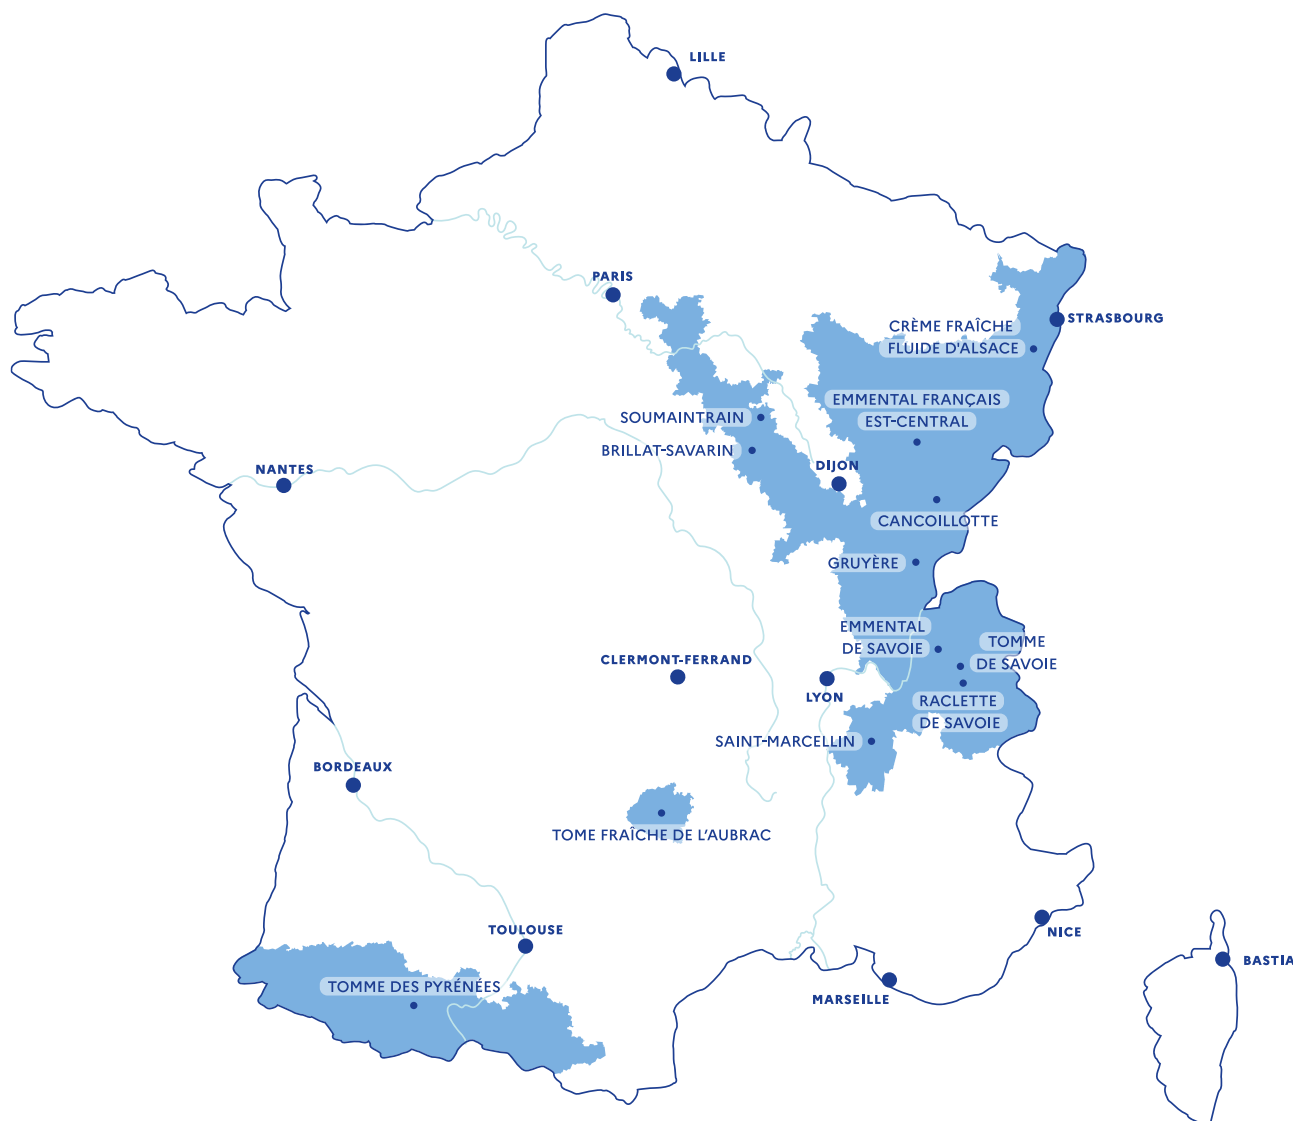 LILLE
PARIS
STRASBOURG
CRÈME FRAÎCHE
FLUIDE D'ALSACE
EMMENTAL FRANÇAIS
EST-CENTRAL
SOUMAINTRAIN
BRILLAT-SAVARIN
DIJON
NANTES
CANCOILLOTTE
GRUYÈRE
EMMENTAL
DE SAVOIE
TOMME
DE SAVOIE
CLERMONT-FERRAND
LYON
RACLETTE
DE SAVOIE
SAINT-MARCELLIN
BORDEAUX
TOME FRAÎCHE DE L'AUBRAC
TOULOUSE
NICE
BASTIA
TOMME DES PYRÉNÉES
MARSEILLE